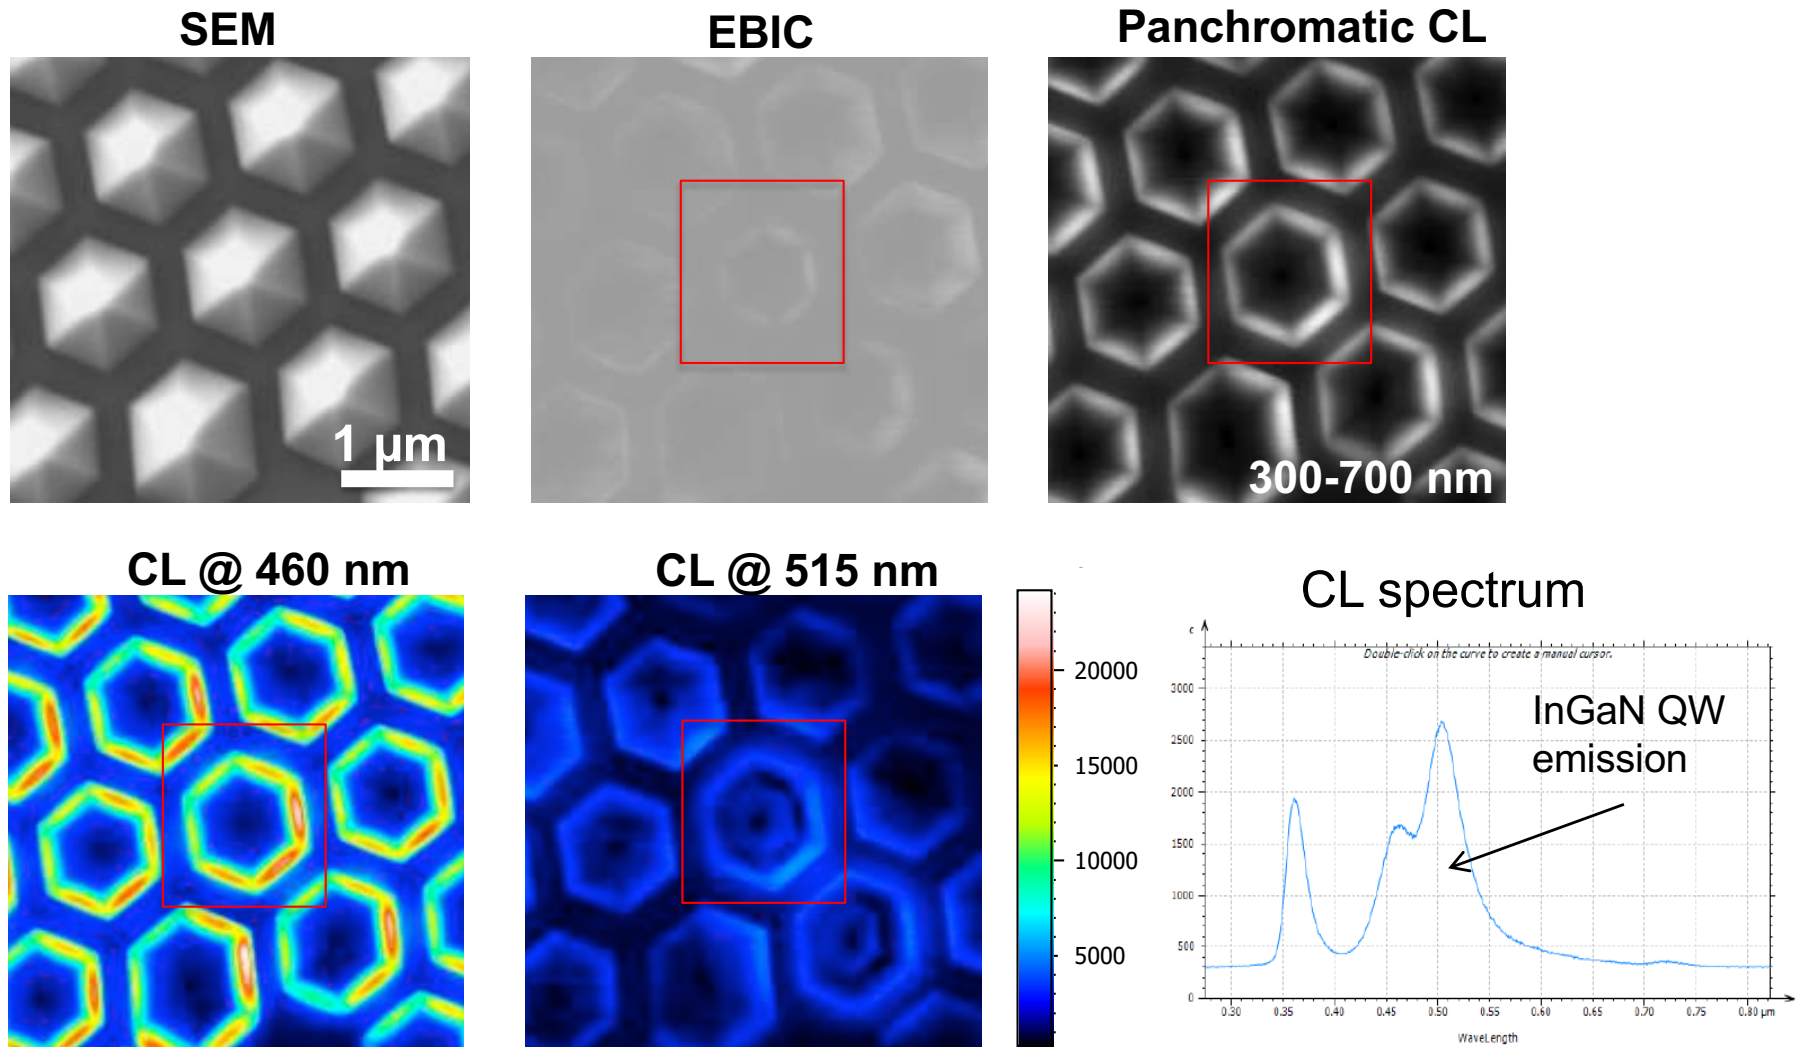 SEM
EBIC
Panchromatic CL
1 µm
300-700 nm
CL @ 460 nm
CL @ 515 nm
20000
15000
10000
5000
CL spectrum
c
Double-click on the curve to create a manual cursor.
3000
2500
2000
1500
1000
500
0
InGaN QW
emission
0.30 0.35 0.40 0.45 0.50 0.55 0.60 0.65 0.70 0.75 0.80 µm
WaveLength